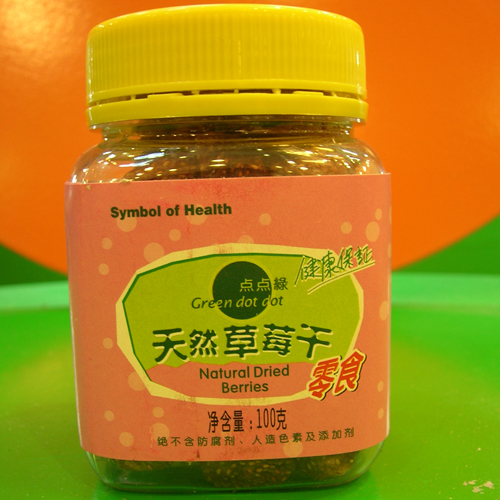 Symbol of Health
健康保証
点点緑
Green dot dot
天然草莓干
Natural Dried
Berries
零食
净含量：100克
绝不含防腐剂、人造色素及添加剂